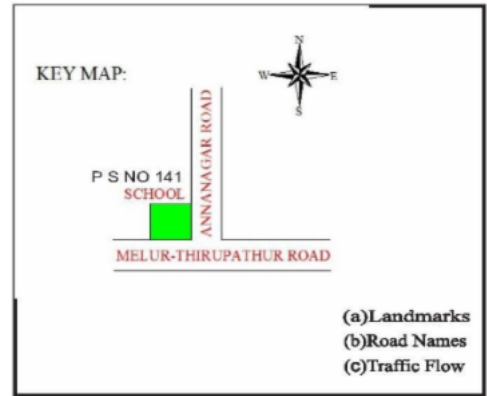 N
KEY MAP:
W E
S
ANNANAGAR ROAD
P S NO 141
SCHOOL
MELUR-THIRUPATHUR ROAD
(a)Landmarks
(b)Road Names
(c)Traffic Flow